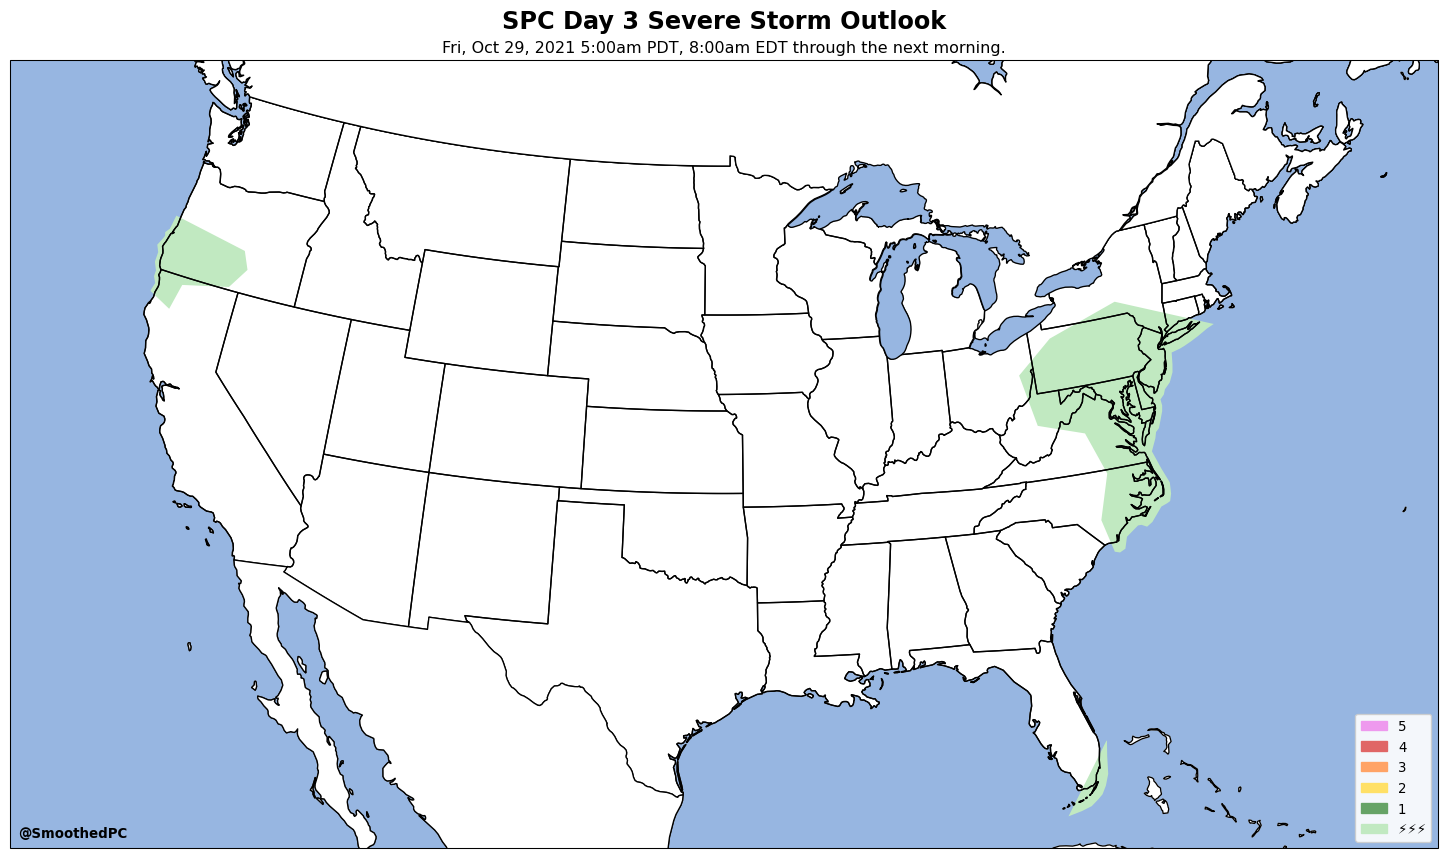 SPC Day 3 Severe Storm Outlook
Fri, Oct 29, 2021 5:00am PDT, 8:00am EDT through the next morning.
5
4
3
2
1
⚡⚡⚡
@SmoothedPC